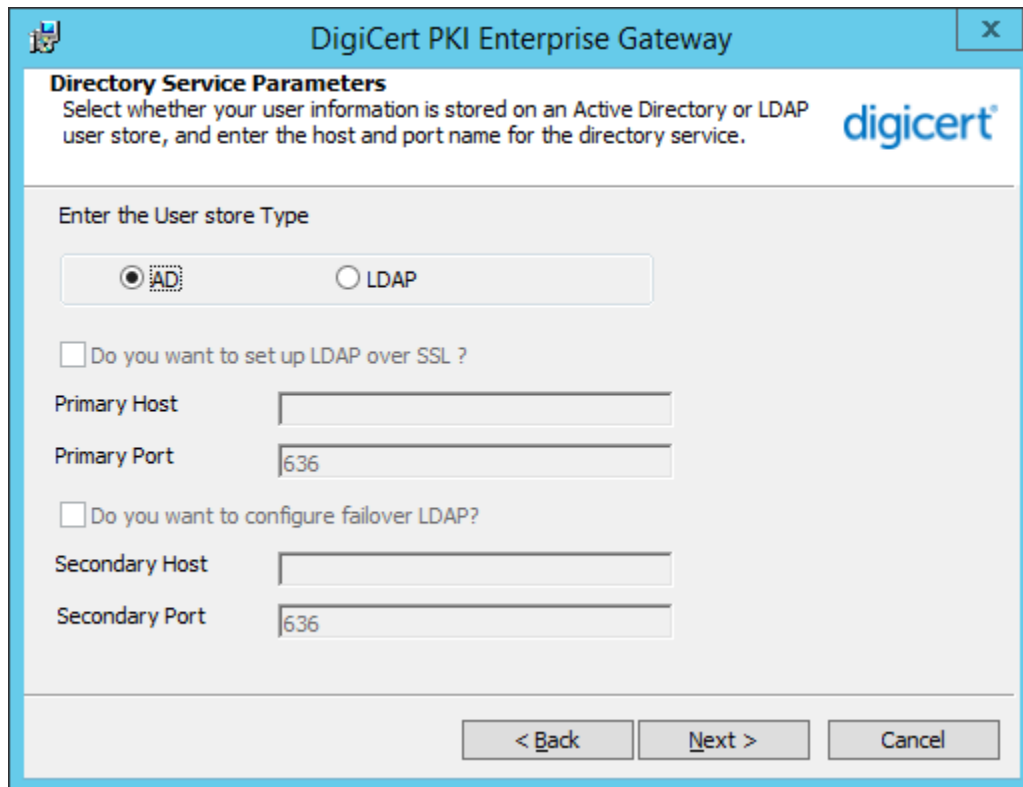 DigiCert PKI Enterprise Gateway
x
Directory Service Parameters
Select whether your user information is stored on an Active Directory or LDAP
user store, and enter the host and port name for the directory service.
digicert®
Enter the User store Type
AD
LDAP
Do you want to set up LDAP over SSL ?
Primary Host
Primary Port
636
Do you want to configure failover LDAP?
Secondary Host
Secondary Port
636
< Back
Next >
Cancel